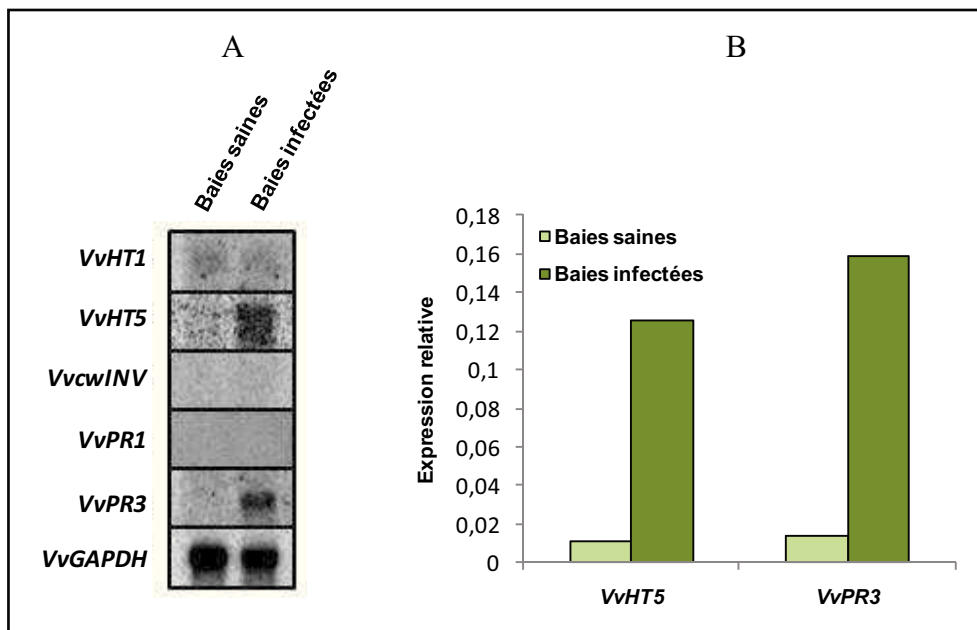 A
Baies saines
Baies infectées
VvHT1
VvHT5
VvcwINV
VvPR1
VvPR3
VvGAPDH
B
Expression relative
0,18
0,16
0,14
0,12
0,1
0,08
0,06
0,04
0,02
0
Baies saines
Baies infectées
VvHT5
VvPR3